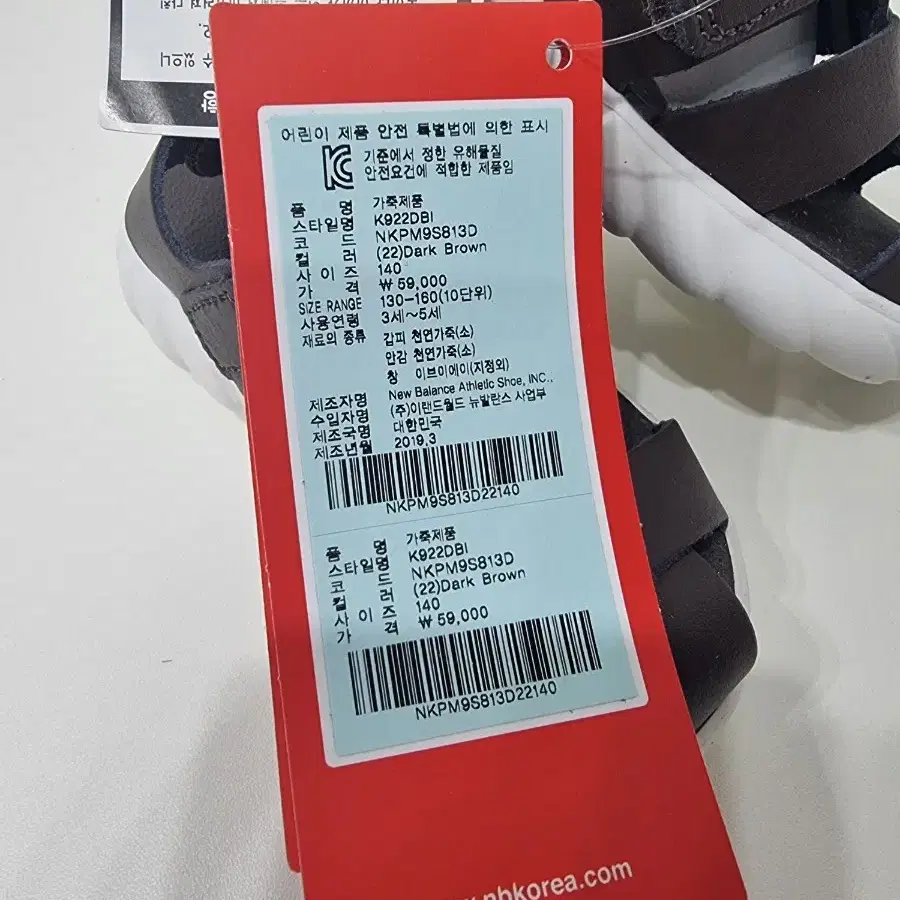 수 있으니
어린이 제품 안전 특별법에 의한 표시
기준에서 정한 유해물질
안전요건에 적합한 제품임
품 명 가죽제품
스타일명 K922DBI
코 드 NKPM9S813D
컬 러 (22)Dark Brown
사 이 즈 140
가 격 ₩ 59,000
SIZE RANGE 130-160(10단위)
사용연령 3세~5세
재료의 종류 갑피 천연가죽(소)
안감 천연가죽(소)
창 이브이에이(지정외)
제조자명 New Balance Athletic Shoe, INC.,
수입자명 (주)이랜드월드 뉴발란스 사업부
제조국명 대한민국
제조년월 2019.3
NKPM9S813D22140
품 명 가죽제품
스타일명 K922DBI
코 드 NKPM9S813D
컬 러 (22)Dark Brown
사 이 즈 140
가 격 ₩ 59,000
NKPM9S813D22140
www.nbkorea.com